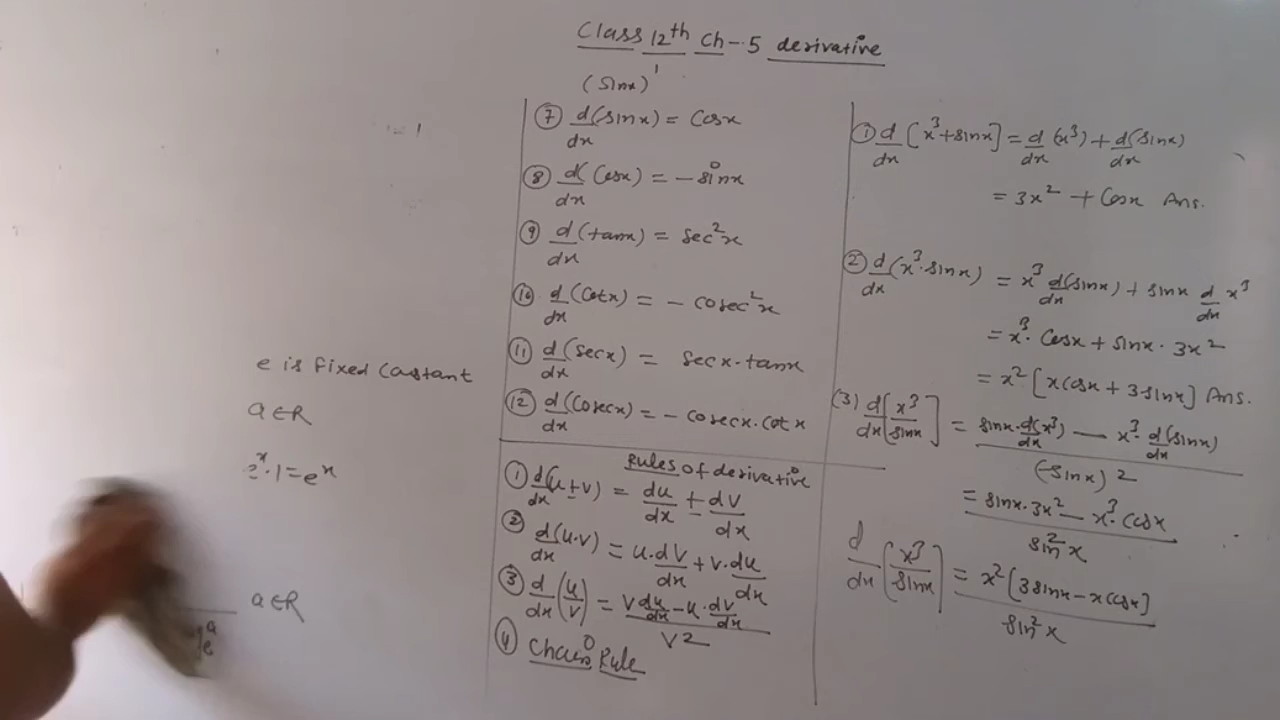 Class 12th Ch-5 derivative
(sinx)'
e is fixed constant
a ∈ R
x · 1 = e^x
a ∈ R
⑦ d/dx (sinx) = cosx
⑧ d/dx (cosx) = - sinx
⑨ d/dx (tanx) = sec²x
⑩ d/dx (cotx) = - cosec²x
⑪ d/dx (secx) = secx·tanx
⑫ d/dx (cosecx) = - cosecx·cotx
Rules of derivative
① d/dx (u±v) = du/dx ± dv/dx
② d/dx (u·v) = u·dv/dx + v·du/dx
③ d/dx (u/v) = (v du/dx - u·dv/dx)/v²
④ Chain Rule
① d/dx [x³+sinx] = d/dx (x³) + d/dx (sinx)
= 3x² + cosx Ans.
② d/dx (x³·sinx) = x³ d/dx (sinx) + sinx d/dx x³
= x³· cosx + sinx · 3x²
= x² [xcosx + 3sinx] Ans.
(3) d/dx [x³/sinx] = (sinx·d/dx (x³) - x³·d/dx (sinx))/(sinx)²
= (sinx·3x² - x³·cosx)/sin²x
d/dx [x³/sinx] = x² [3sinx - xcosx]/sin²x